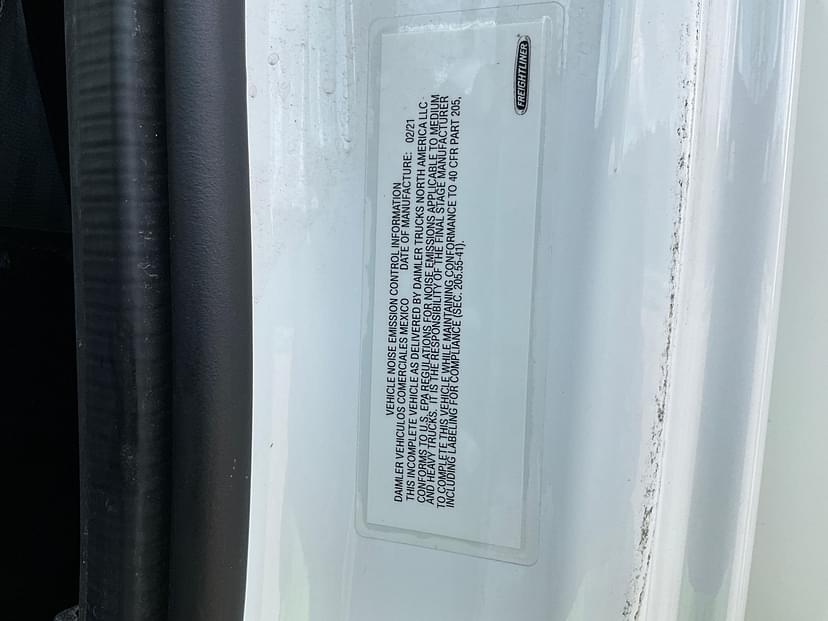 FREIGHTLINER
VEHICLE NOISE EMISSION CONTROL INFORMATION
DAIMLER VEHICULOS COMERCIALES MEXICO DATE OF MANUFACTURE: 02/21
THIS INCOMPLETE VEHICLE AS DELIVERED BY DAIMLER TRUCKS NORTH AMERICA LLC
CONFORMS TO U.S. EPA REGULATIONS FOR NOISE EMISSIONS APPLICABLE TO MEDIUM
AND HEAVY TRUCKS. IT IS THE RESPONSIBILITY OF THE FINAL STAGE MANUFACTURER
TO COMPLETE THIS VEHICLE WHILE MAINTAINING CONFORMANCE TO 40 CFR PART 205,
INCLUDING LABELING FOR COMPLIANCE (SEC. 205.55-41).